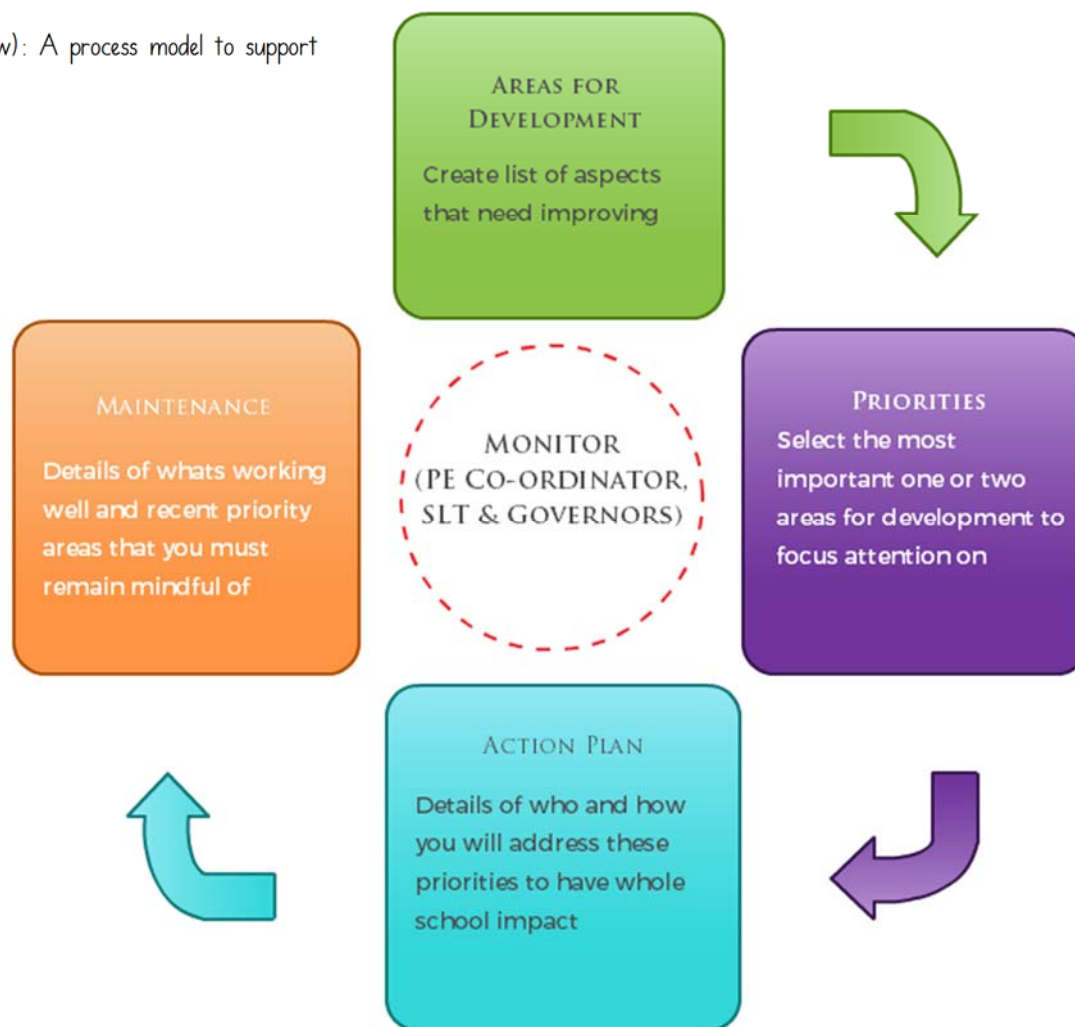 w): A process model to support
AREAS FOR
DEVELOPMENT
Create list of aspects
that need improving
MAINTENANCE
Details of whats working
well and recent priority
areas that you must
remain mindful of
MONITOR
(PE CO-ORDINATOR,
SLT & GOVERNORS)
PRIORITIES
Select the most
important one or two
areas for development to
focus attention on
ACTION PLAN
Details of who and how
you will address these
priorities to have whole
school impact